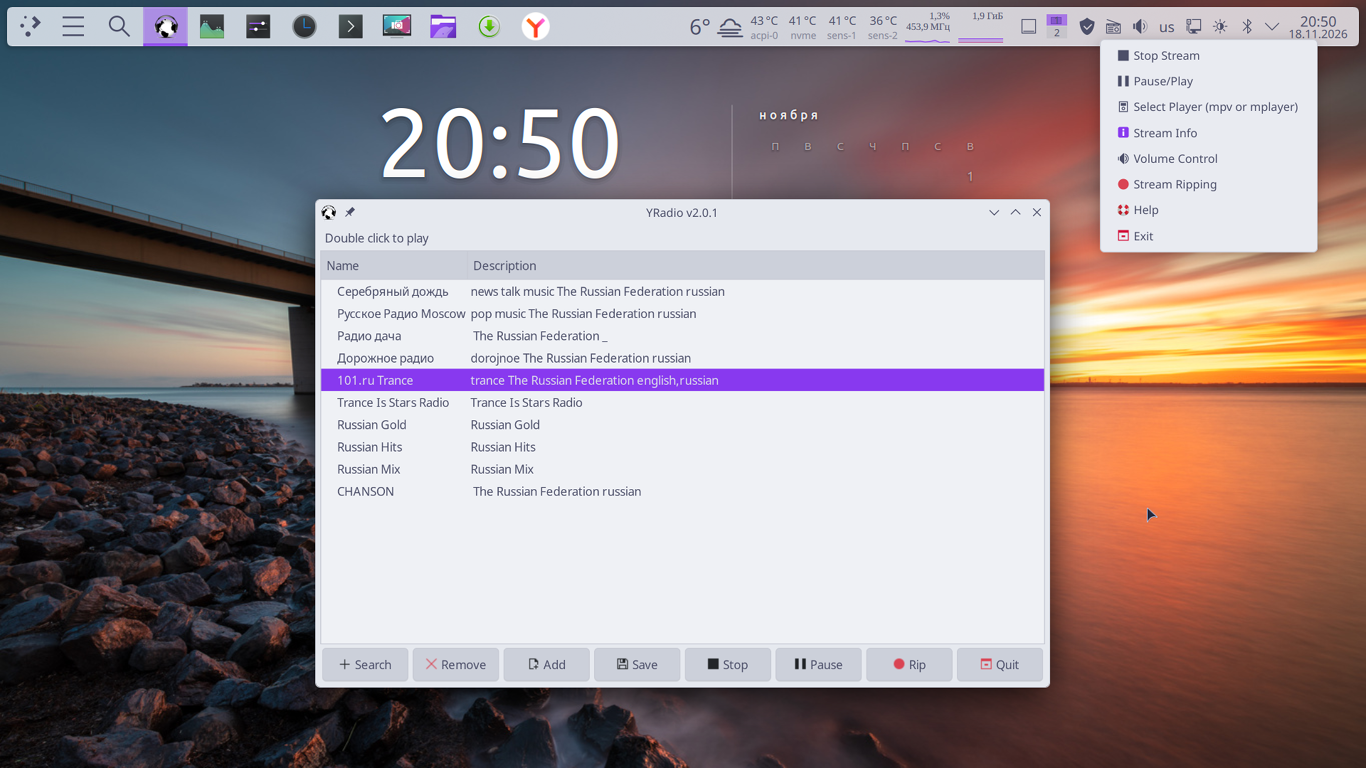 6° 43 °C 41 °C 41 °C 36 °C 1,3% 1,9 ГиБ 2 us 20:50
acpi-0 nvme sens-1 sens-2 453,9 МГц 18.11.2026
Stop Stream
Pause/Play
Select Player (mpv or mplayer)
Stream Info
Volume Control
Stream Ripping
Help
Exit
20:50
ноября
П В С Ч П С В
1
YRadio v2.0.1
Double click to play
Name Description
Серебряный дождь news talk music The Russian Federation russian
Русское Радио Moscow pop music The Russian Federation russian
Радио дача The Russian Federation _
Дорожное радио dorojnoe The Russian Federation russian
101.ru Trance trance The Russian Federation english,russian
Trance Is Stars Radio Trance Is Stars Radio
Russian Gold Russian Gold
Russian Hits Russian Hits
Russian Mix Russian Mix
CHANSON The Russian Federation russian
Search Remove Add Save Stop Pause Rip Quit